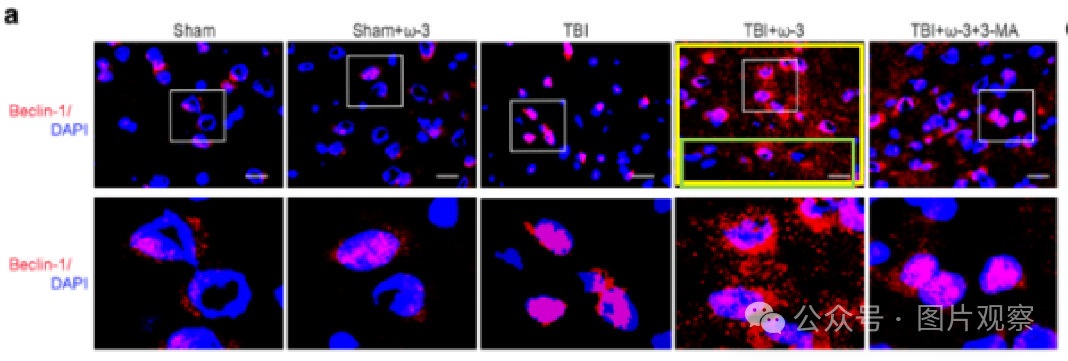 a
Sham
Sham+ω-3
TBI
TBI+ω-3
TBI+ω-3+3-MA
Beclin-1/
DAPI
Beclin-1/
DAPI
公众号 · 图片观察